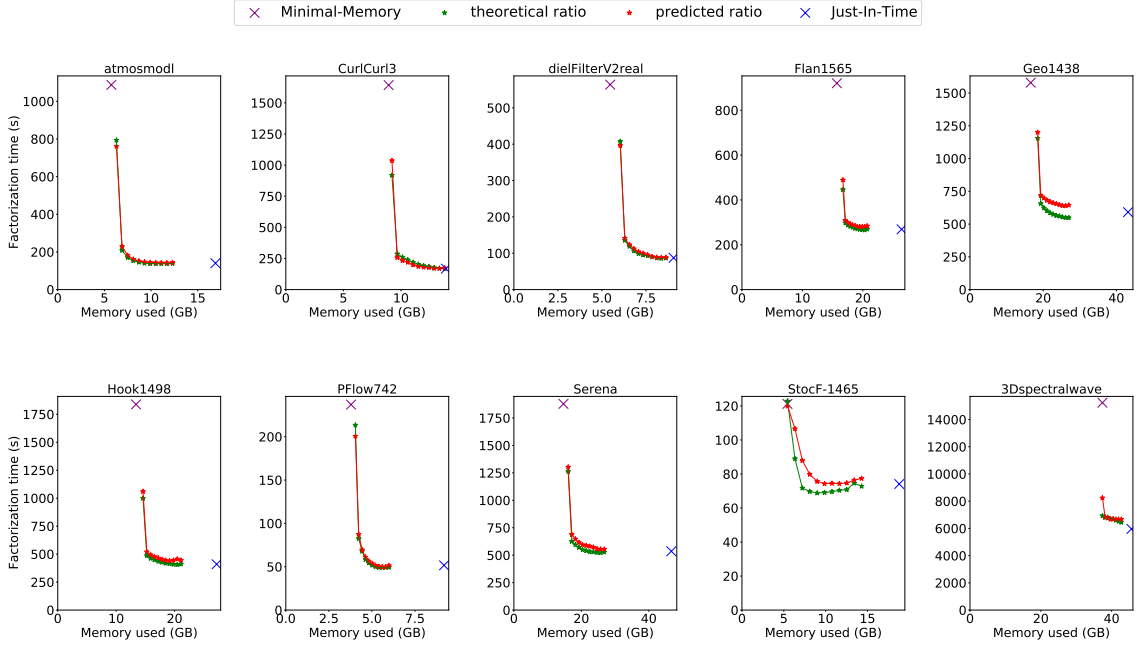 Minimal-Memory theoretical ratio predicted ratio Just-In-Time
atmosmodl CurlCurl3 dielFilterV2real Flan1565 Geo1438
Factorization time (s)
1000
800
600
400
200
0
0 5 10 15
Memory used (GB)
1500
1250
1000
750
500
250
0
0 5 10
Memory used (GB)
500
400
300
200
100
0
0.0 2.5 5.0 7.5
Memory used (GB)
800
600
400
200
0
0 10 20
Memory used (GB)
1500
1250
1000
750
500
250
0
0 20 40
Memory used (GB)
Hook1498 PFlow742 Serena StocF-1465 3Dspectralwave
Factorization time (s)
1750
1500
1250
1000
750
500
250
0
0 10 20
Memory used (GB)
200
150
100
50
0
0.0 2.5 5.0 7.5
Memory used (GB)
1750
1500
1250
1000
750
500
250
0
0 20 40
Memory used (GB)
120
100
80
60
40
20
0
0 5 10 15
Memory used (GB)
14000
12000
10000
8000
6000
4000
2000
0
0 20 40
Memory used (GB)